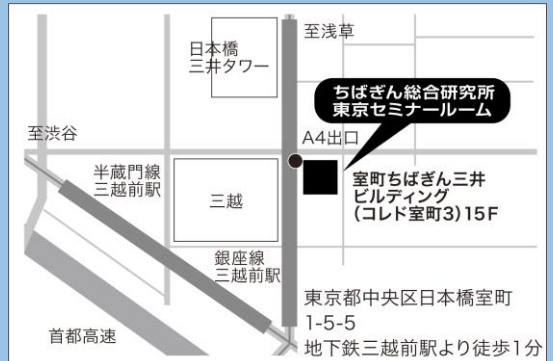 至浅草
日本橋
三井タワー
ちばぎん総合研究所
東京セミナールーム
至渋谷
A4出口
半蔵門線
三越前駅
三越
室町ちばぎん三井
ビルディング
(コレド室町3)15F
銀座線
三越前駅
東京都中央区日本橋室町
1-5-5
地下鉄三越前駅より徒歩1分
首都高速